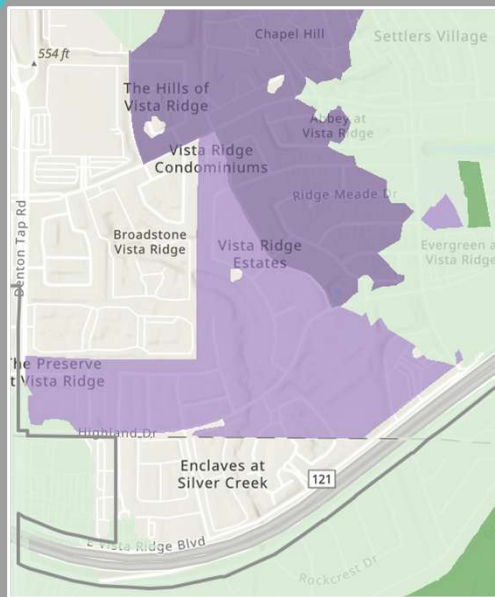 Chapel Hill
Settlers Village
554 ft
The Hills of
Vista Ridge
Abbey at
Vista Ridge
Vista Ridge
Condominiums
Ridge Meade Dr
Denton Tap Rd
Broadstone
Vista Ridge
Vista Ridge
Estates
Evergreen a
Vista Ridge
he Preserve
t Vista Ridge
Highland Dr
Enclaves at
Silver Creek
121
E Vista Ridge Blvd
Rockcrest Dr